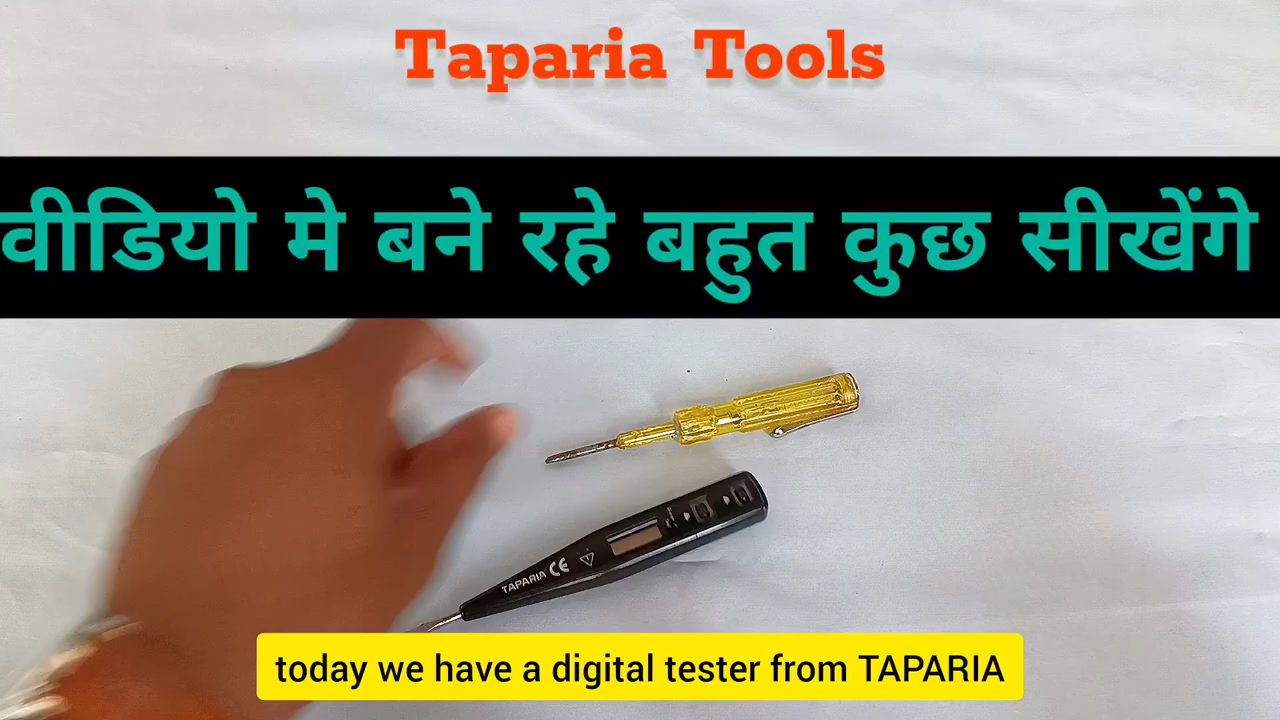 Taparia Tools
वीडियो मे बने रहे बहुत कुछ सीखेंगे
TAPARIA CE
today we have a digital tester from TAPARIA